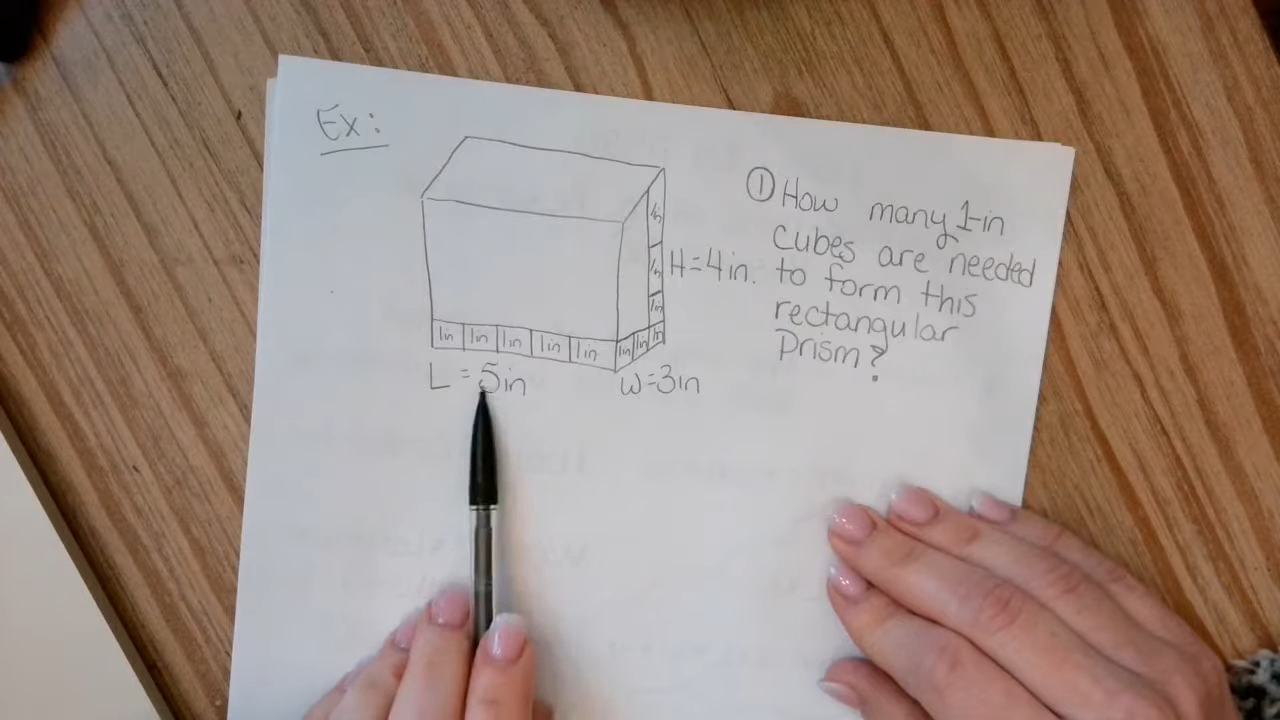 Ex:
① How many 1-in
cubes are needed
to form this
rectangular
Prism?
1in
1in
1in
H=4in.
1in 1in 1in 1in 1in
1in 1in 1in
L = 5in
W=3in